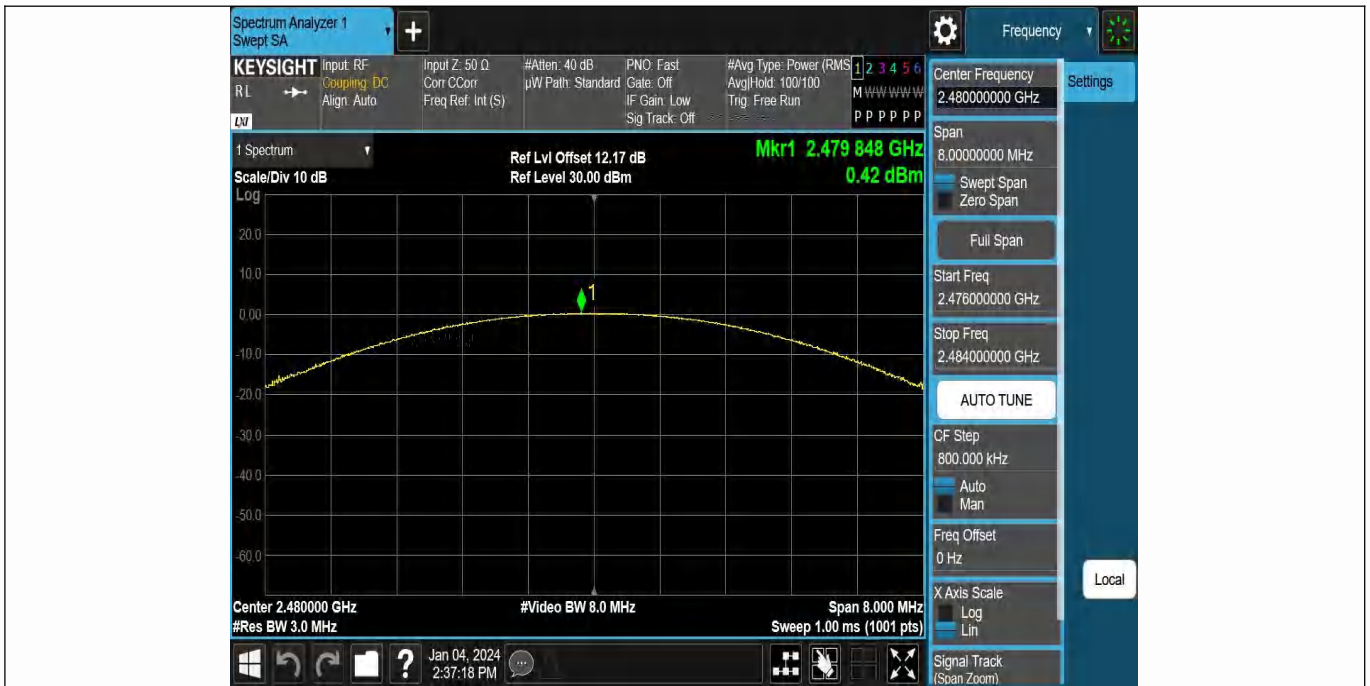 Spectrum Analyzer 1
Swept SA
+
Frequency
KEYSIGHT
RL
LXI
Input: RF
Coupling: DC
Align: Auto
Input Z: 50 Ω
Corr CCorr
Freq Ref: Int (S)
#Atten: 40 dB
µW Path: Standard
PNO: Fast
Gate: Off
IF Gain: Low
Sig Track: Off
#Avg Type: Power (RMS
Avg|Hold: 100/100
Trig: Free Run
1 2 3 4 5 6
M W W W W W
P P P P P P
1 Spectrum
Scale/Div 10 dB
Log
Ref Lvl Offset 12.17 dB
Ref Level 30.00 dBm
Mkr1 2.479 848 GHz
0.42 dBm
20.0
10.0
1
0.00
-10.0
-20.0
-30.0
-40.0
-50.0
-60.0
Center 2.480000 GHz
#Res BW 3.0 MHz
#Video BW 8.0 MHz
Span 8.000 MHz
Sweep 1.00 ms (1001 pts)
Center Frequency
2.480000000 GHz
Settings
Span
8.00000000 MHz
Swept Span
Zero Span
Full Span
Start Freq
2.476000000 GHz
Stop Freq
2.484000000 GHz
AUTO TUNE
CF Step
800.000 kHz
Auto
Man
Freq Offset
0 Hz
X Axis Scale
Log
Lin
Local
Signal Track
(Span Zoom)
?
Jan 04, 2024
2:37:18 PM